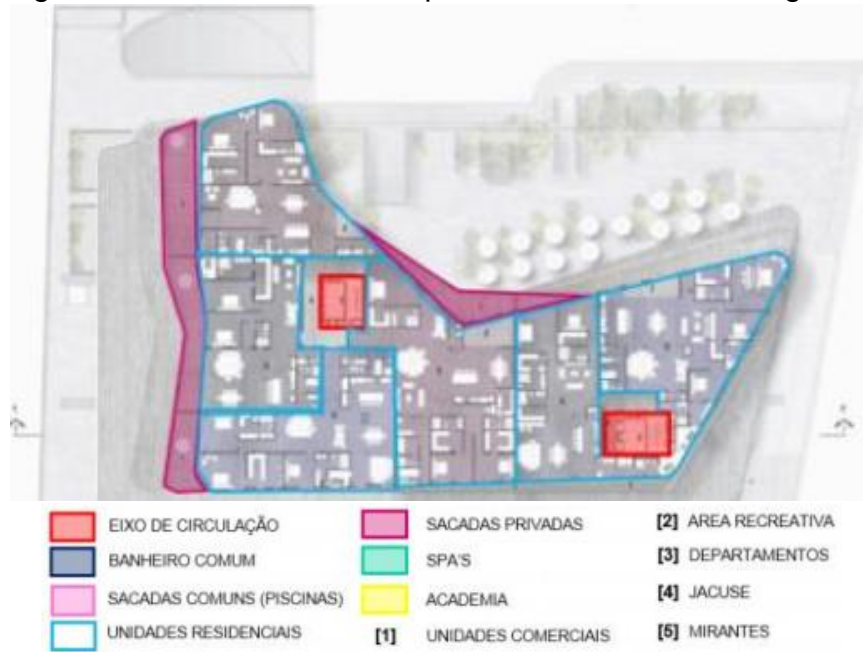 EIXO DE CIRCULAÇÃO
BANHEIRO COMUM
SACADAS COMUNS (PISCINAS)
UNIDADES RESIDENCIAIS
SACADAS PRIVADAS
SPA'S
ACADEMIA
[1] UNIDADES COMERCIAIS
[2] AREA RECREATIVA
[3] DEPARTAMENTOS
[4] JACUSE
[5] MIRANTES